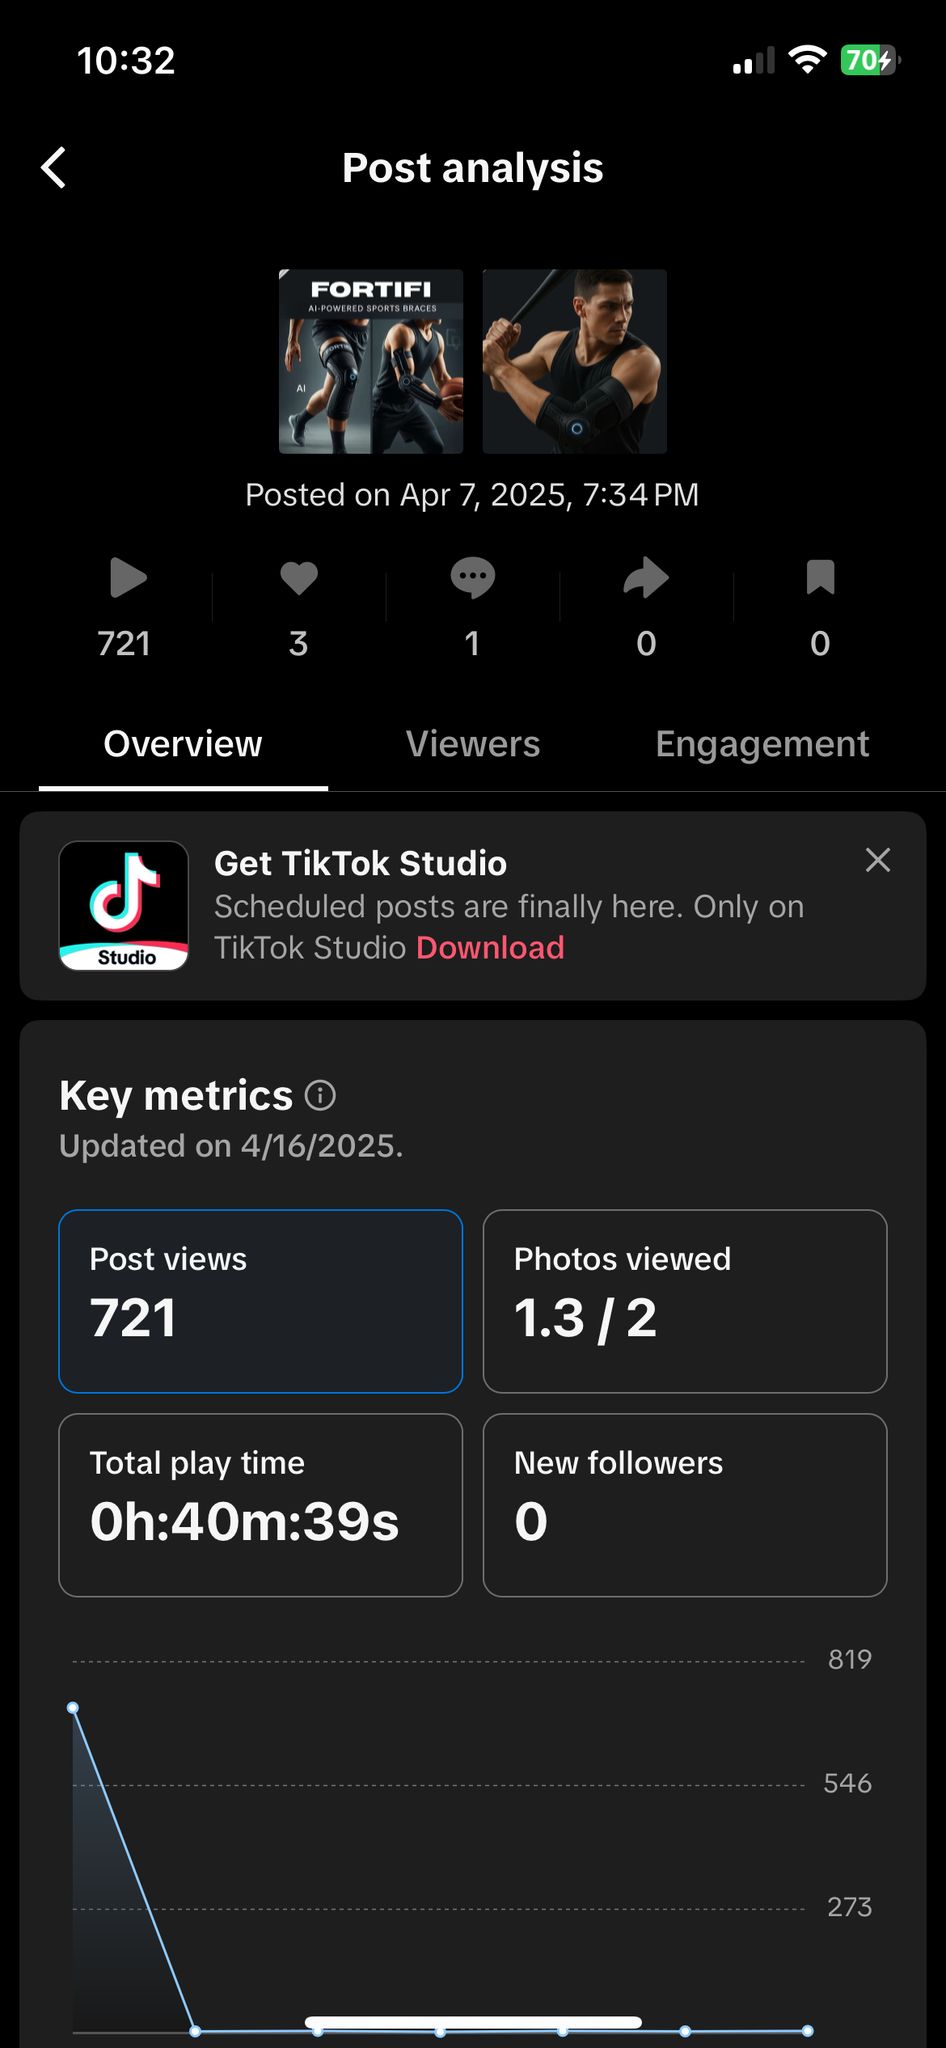 10:32
70
Post analysis
FORTIFI
AI-POWERED SPORTS BRACES
AI
Posted on Apr 7, 2025, 7:34 PM
721
3
1
0
0
Overview
Viewers
Engagement
Studio
Get TikTok Studio
Scheduled posts are finally here. Only on
TikTok Studio Download
Key metrics
Updated on 4/16/2025.
Post views
721
Photos viewed
1.3 / 2
Total play time
0h:40m:39s
New followers
0
819
546
273